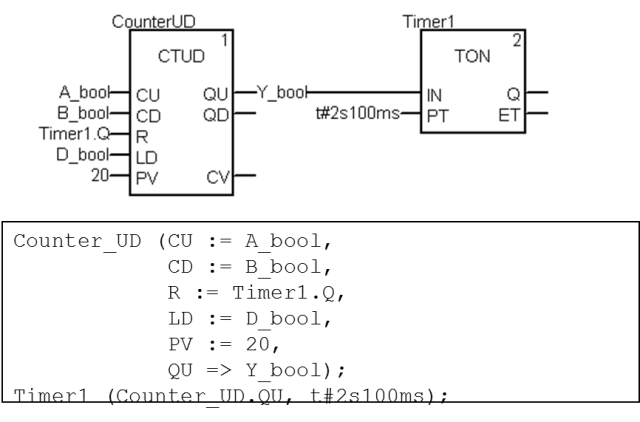 CounterUD
Timer1
1
CTUD
2
TON
A_bool CU QU Y_bool IN Q
B_bool CD QD t#2s100ms PT ET
Timer1.Q R
D_bool LD
20 PV CV
Counter_UD (CU := A_bool,
CD := B_bool,
R := Timer1.Q,
LD := D_bool,
PV := 20,
QU => Y_bool);
Timer1 (Counter_UD.QU, t#2s100ms);